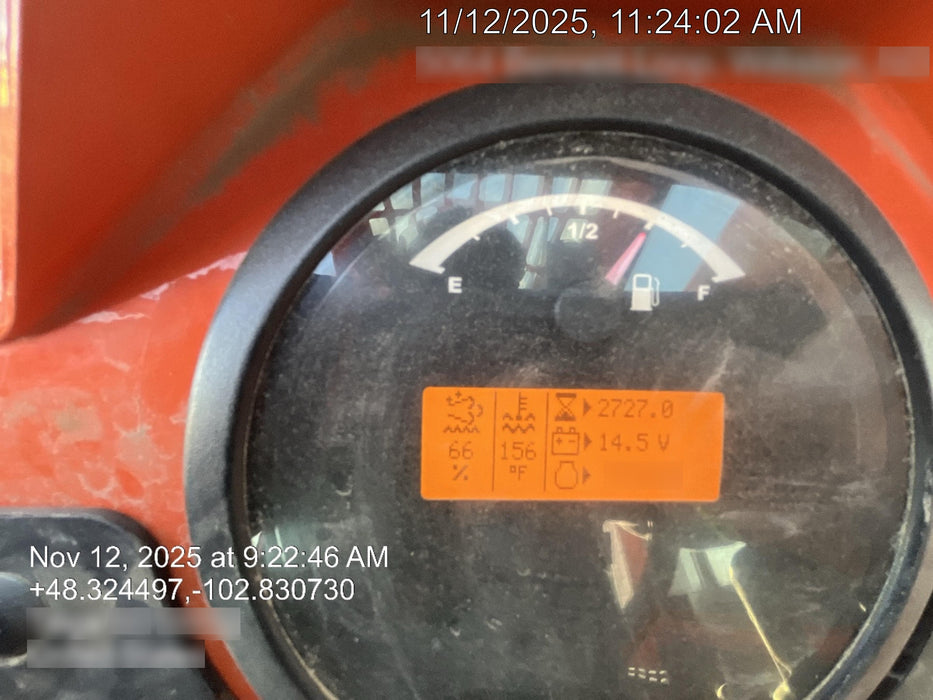 11/12/2025, 11:24:02 AM
1/2
E
F
66
%
156
°F
2727.0
14.5 V
Nov 12, 2025 at 9:22:46 AM
+48.324497,-102.830730